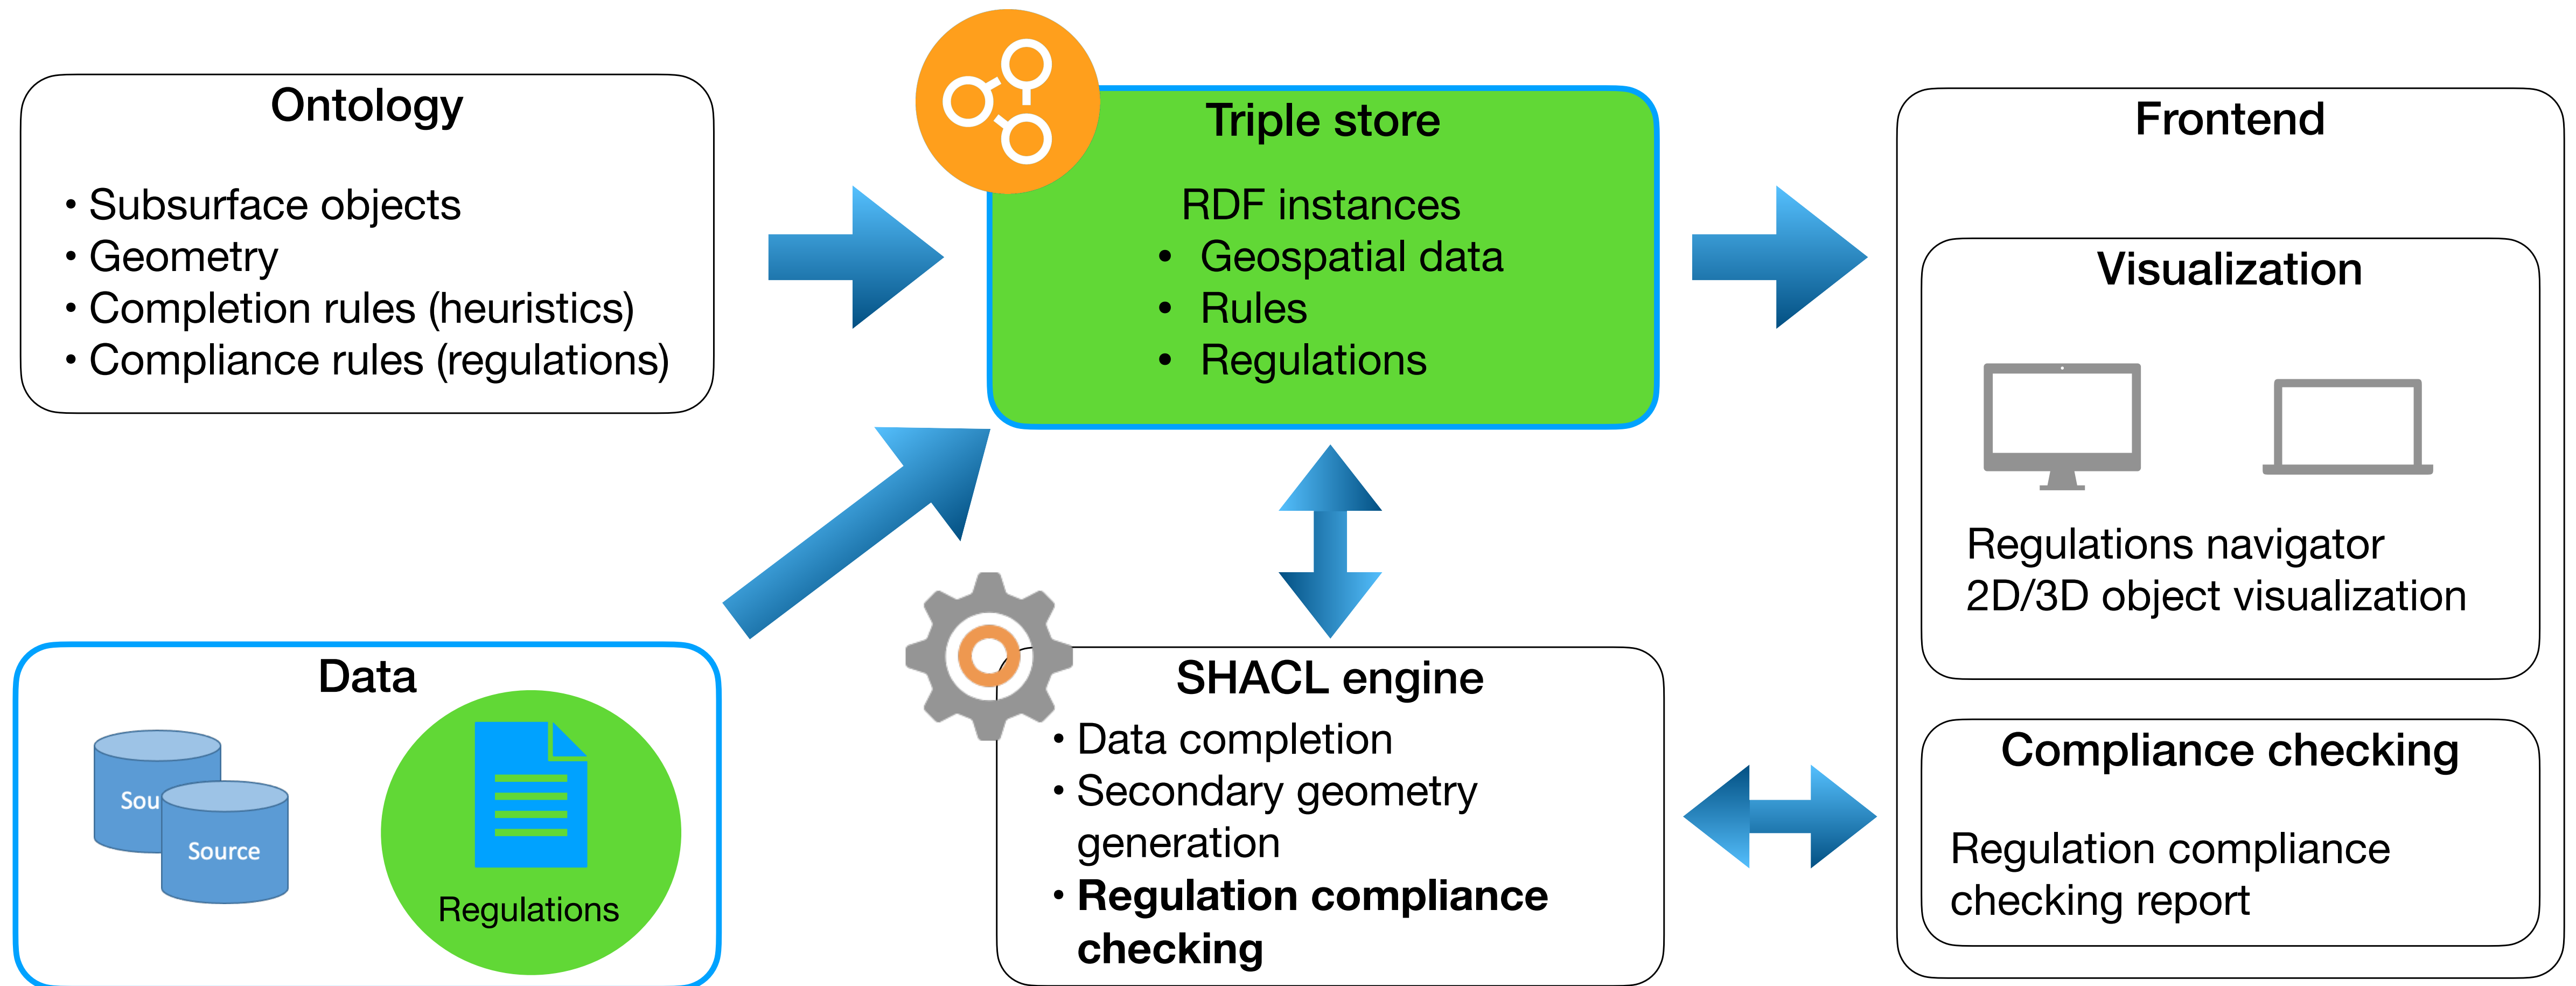 Ontology
• Subsurface objects
• Geometry
• Completion rules (heuristics)
• Compliance rules (regulations)
Triple store
RDF instances
• Geospatial data
• Rules
• Regulations
Frontend
Visualization
Regulations navigator
2D/3D object visualization
Data
Sou
Source
Regulations
SHACL engine
• Data completion
• Secondary geometry
generation
• Regulation compliance
checking
Compliance checking
Regulation compliance
checking report